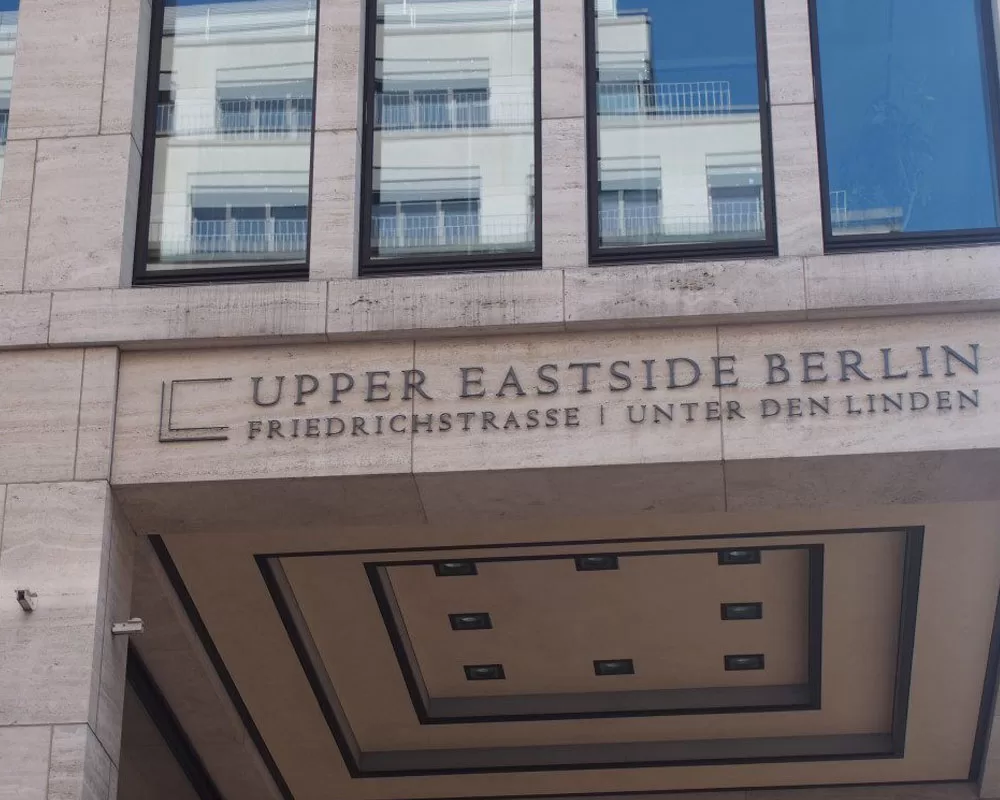 UPPER EASTSIDE BERLIN
FRIEDRICHSTRASSE | UNTER DEN LINDEN